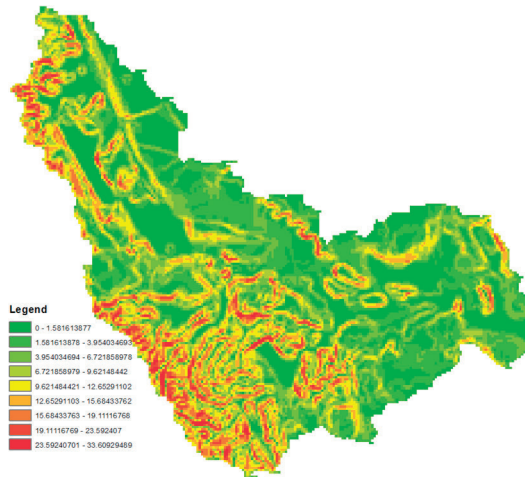 Legend
0 - 1.581613877
1.581613878 - 3.954034693
3.954034694 - 6.721858978
6.721858979 - 9.62148442
9.621484421 - 12.65291102
12.65291103 - 15.68433762
15.68433763 - 19.11116768
19.11116769 - 23.592407
23.59240701 - 33.60929489